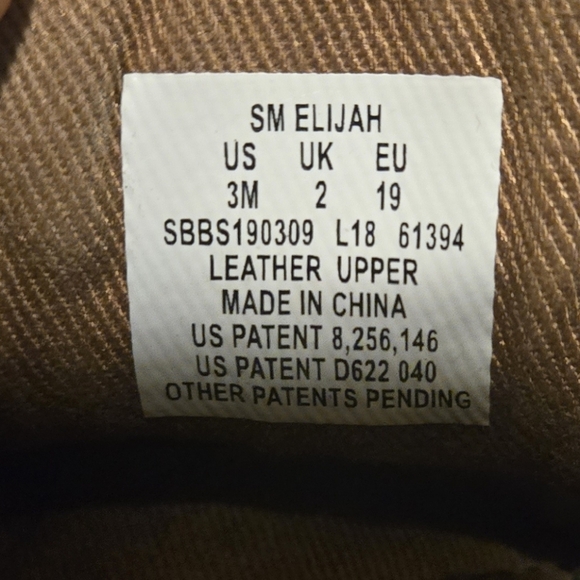 SM ELIJAH
US UK EU
3M 2 19
SBBS190309 L18 61394
LEATHER UPPER
MADE IN CHINA
US PATENT 8,256,146
US PATENT D622 040
OTHER PATENTS PENDING